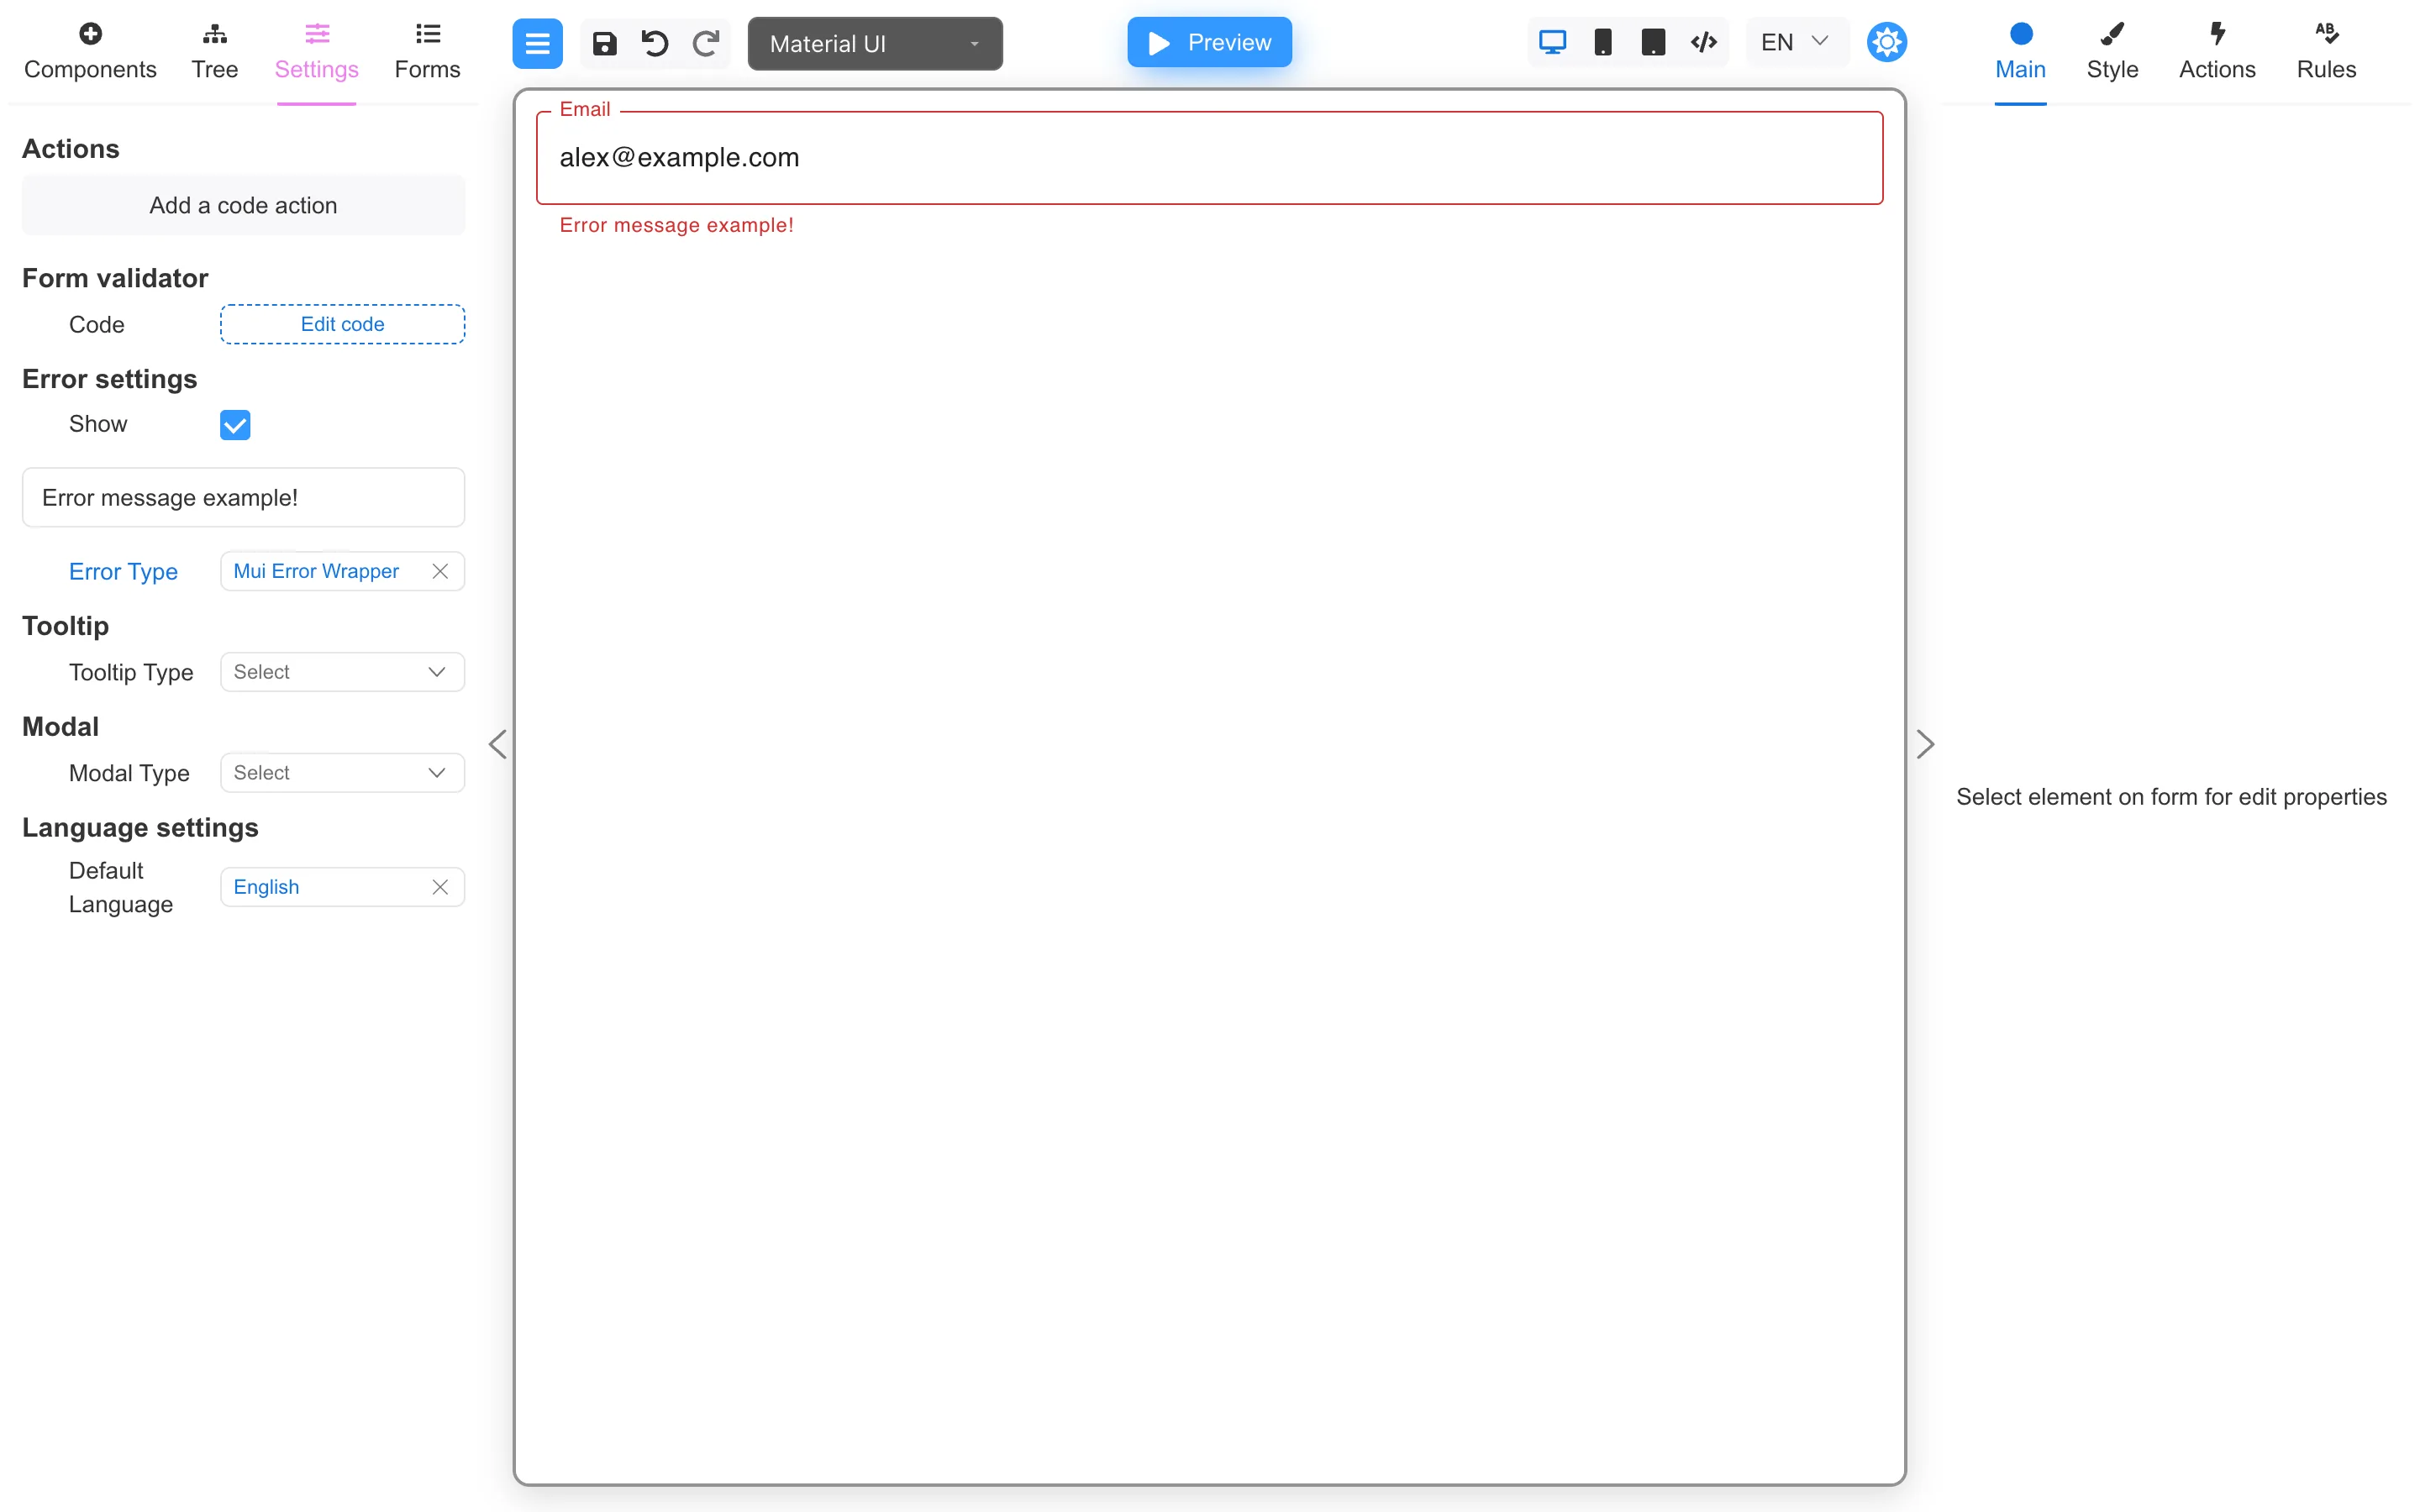 Components
Tree
Settings
Forms
Material UI
Preview
EN
Main
Style
Actions
AB
Rules
Actions
Add a code action
Form validator
Code
Edit code
Error settings
Show
Error message example!
Error Type
Mui Error Wrapper
Tooltip
Tooltip Type
Select
Modal
Modal Type
Select
Language settings
Default
Language
English
Email
alex@example.com
Error message example!
Select element on form for edit properties